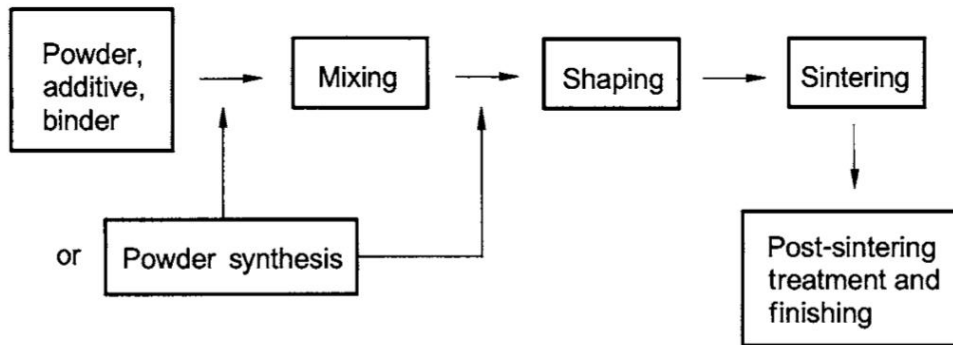 Powder,
additive,
binder
Mixing
Shaping
Sintering
or
Powder synthesis
Post-sintering
treatment and
finishing